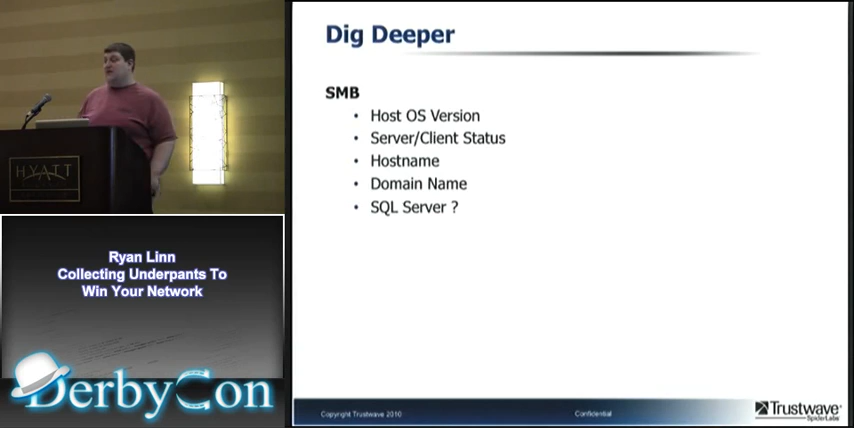 HYATT
Ryan Linn
Collecting Underpants To
Win Your Network
DerbyCon
Dig Deeper
SMB
• Host OS Version
• Server/Client Status
• Hostname
• Domain Name
• SQL Server ?
Copyright Trustwave 2010
Confidential
Trustwave®
SpiderLabs